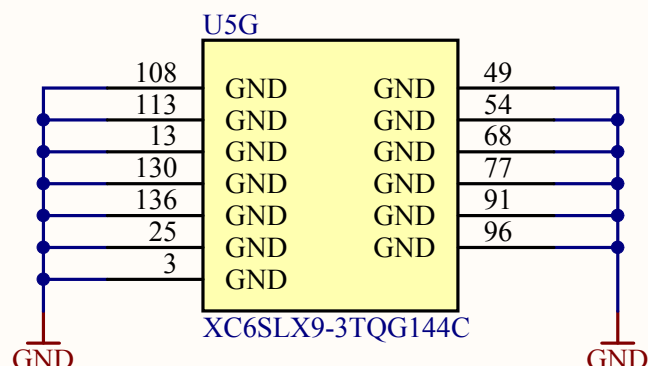 U5G
108 GND GND 49
113 GND GND 54
13 GND GND 68
130 GND GND 77
136 GND GND 91
25 GND GND 96
3 GND
XC6SLX9-3TQG144C
GND GND